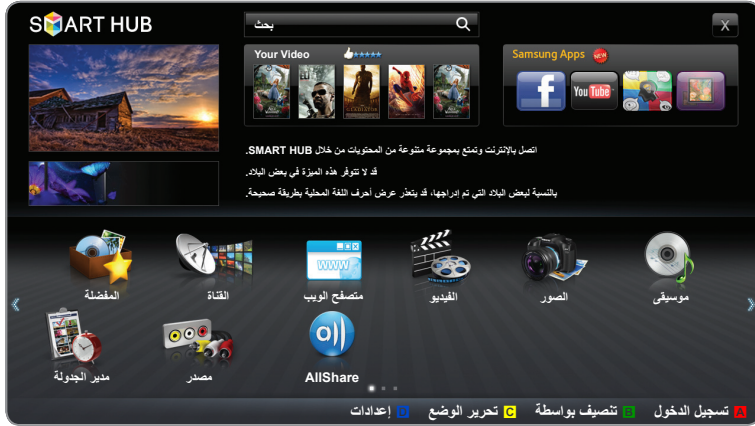 SMART HUB
بحث
X
Your Video
Samsung Apps NEW
You Tube
اتصل بالإنترنت وتمتع بمجموعة متنوعة من المحتويات من خلال SMART HUB.
قد لا تتوفر هذه الميزة في بعض البلاد.
بالنسبة لبعض البلاد التي تم إدراجها، قد يتعذر عرض أحرف اللغة المحلية بطريقة صحيحة.
www
موسيقى
الصور
الفيديو
متصفح الويب
القناة
المفضلة
all
AllShare
مصدر
مدير الجدولة
A تسجيل الدخول B تنصيف بواسطة C تحرير الوضع D إعدادات